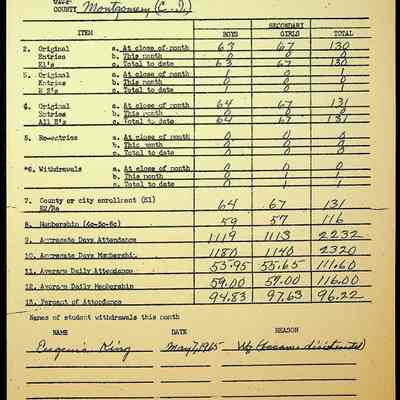 COUNTY Montgomery (C.I.)
SECONDARY
ITEM BOYS GIRLS TOTAL
2. Original a. At close of month 63 67 130
Entries b. This month 0 0 0
E1's c. Total to date 63 67 130
3. Original a. At close of month 1 0 1
Entries b. This month 0 0 0
E 2's c. Total to date 1 0 1
4. Original a. At close of month 64 67 131
Entries b. This month 0 0 0
All E's c. Total to date 64 67 131
5. Re-entries a. At close of month 0 0 0
b. This month 0 0 0
c. Total to date 0 0 0
*6. Withdrawals a. At close of month 0 0 0
b. This month 0 1 1
c. Total to date 0 1 1
7. County or city enrollment (E1) 64 67 131
E2/Re
8. Membership (4c-5c-6c) 59 57 116
9. Aggregate Days Attendance 1119 1113 2232
10. Aggregate Days Membership 1180 1140 2320
11. Average Daily Attendance 55.95 55.65 111.60
12. Average Daily Membership 59.00 57.00 116.00
13. Percent of Attendance 94.83 97.63 96.22
Names of student withdrawals this month
NAME DATE REASON
Eugenia King May 7, 1965 (became disinterested)